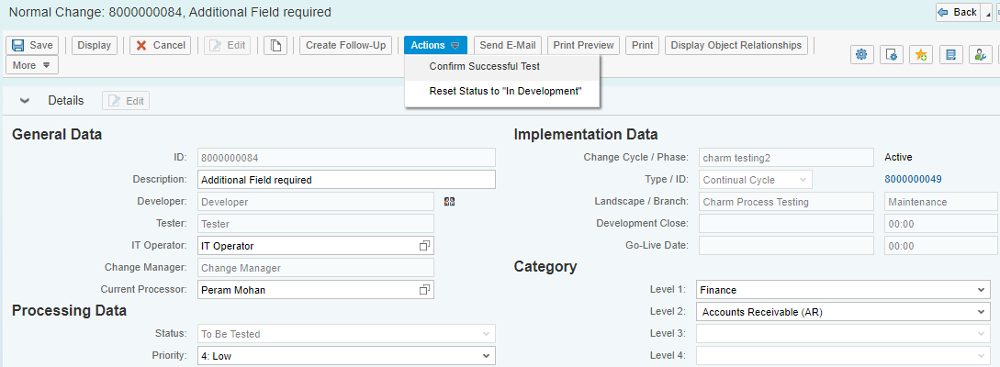 Normal Change: 8000000084, Additional Field required
Back
Save Display Cancel Edit Create Follow-Up Actions Send E-Mail Print Preview Print Display Object Relationships
More
Confirm Successful Test
Reset Status to "In Development"
Details Edit
General Data
ID: 8000000084
Description: Additional Field required
Developer: Developer
Tester: Tester
IT Operator: IT Operator
Change Manager: Change Manager
Current Processor: Peram Mohan
Processing Data
Status: To Be Tested
Priority: 4: Low
Implementation Data
Change Cycle / Phase: charm testing2 Active
Type / ID: Continual Cycle 8000000049
Landscape / Branch: Charm Process Testing Maintenance
Development Close: 00:00
Go-Live Date: 00:00
Category
Level 1: Finance
Level 2: Accounts Receivable (AR)
Level 3:
Level 4: